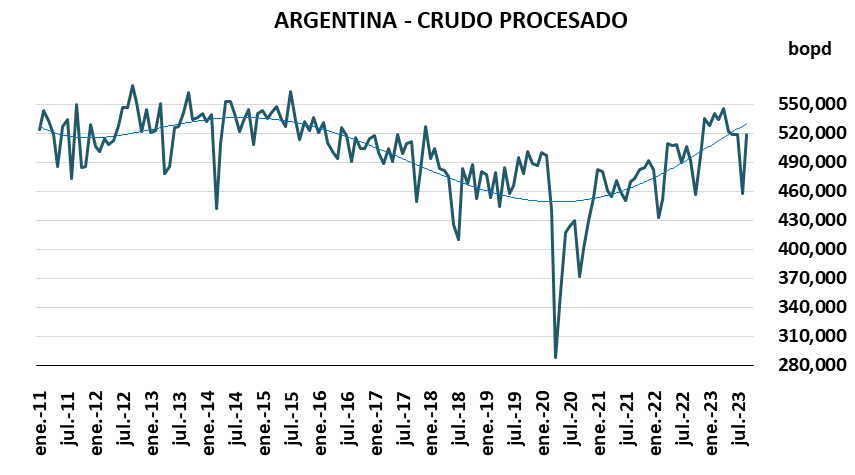 ARGENTINA - CRUDO PROCESADO
bopd
550,000
520,000
490,000
460,000
430,000
400,000
370,000
340,000
310,000
280,000
ene.-11
jul.-11
ene.-12
jul.-12
ene.-13
jul.-13
ene.-14
jul.-14
ene.-15
jul.-15
ene.-16
jul.-16
ene.-17
jul.-17
ene.-18
jul.-18
ene.-19
jul.-19
ene.-20
jul.-20
ene.-21
jul.-21
ene.-22
jul.-22
ene.-23
jul.-23